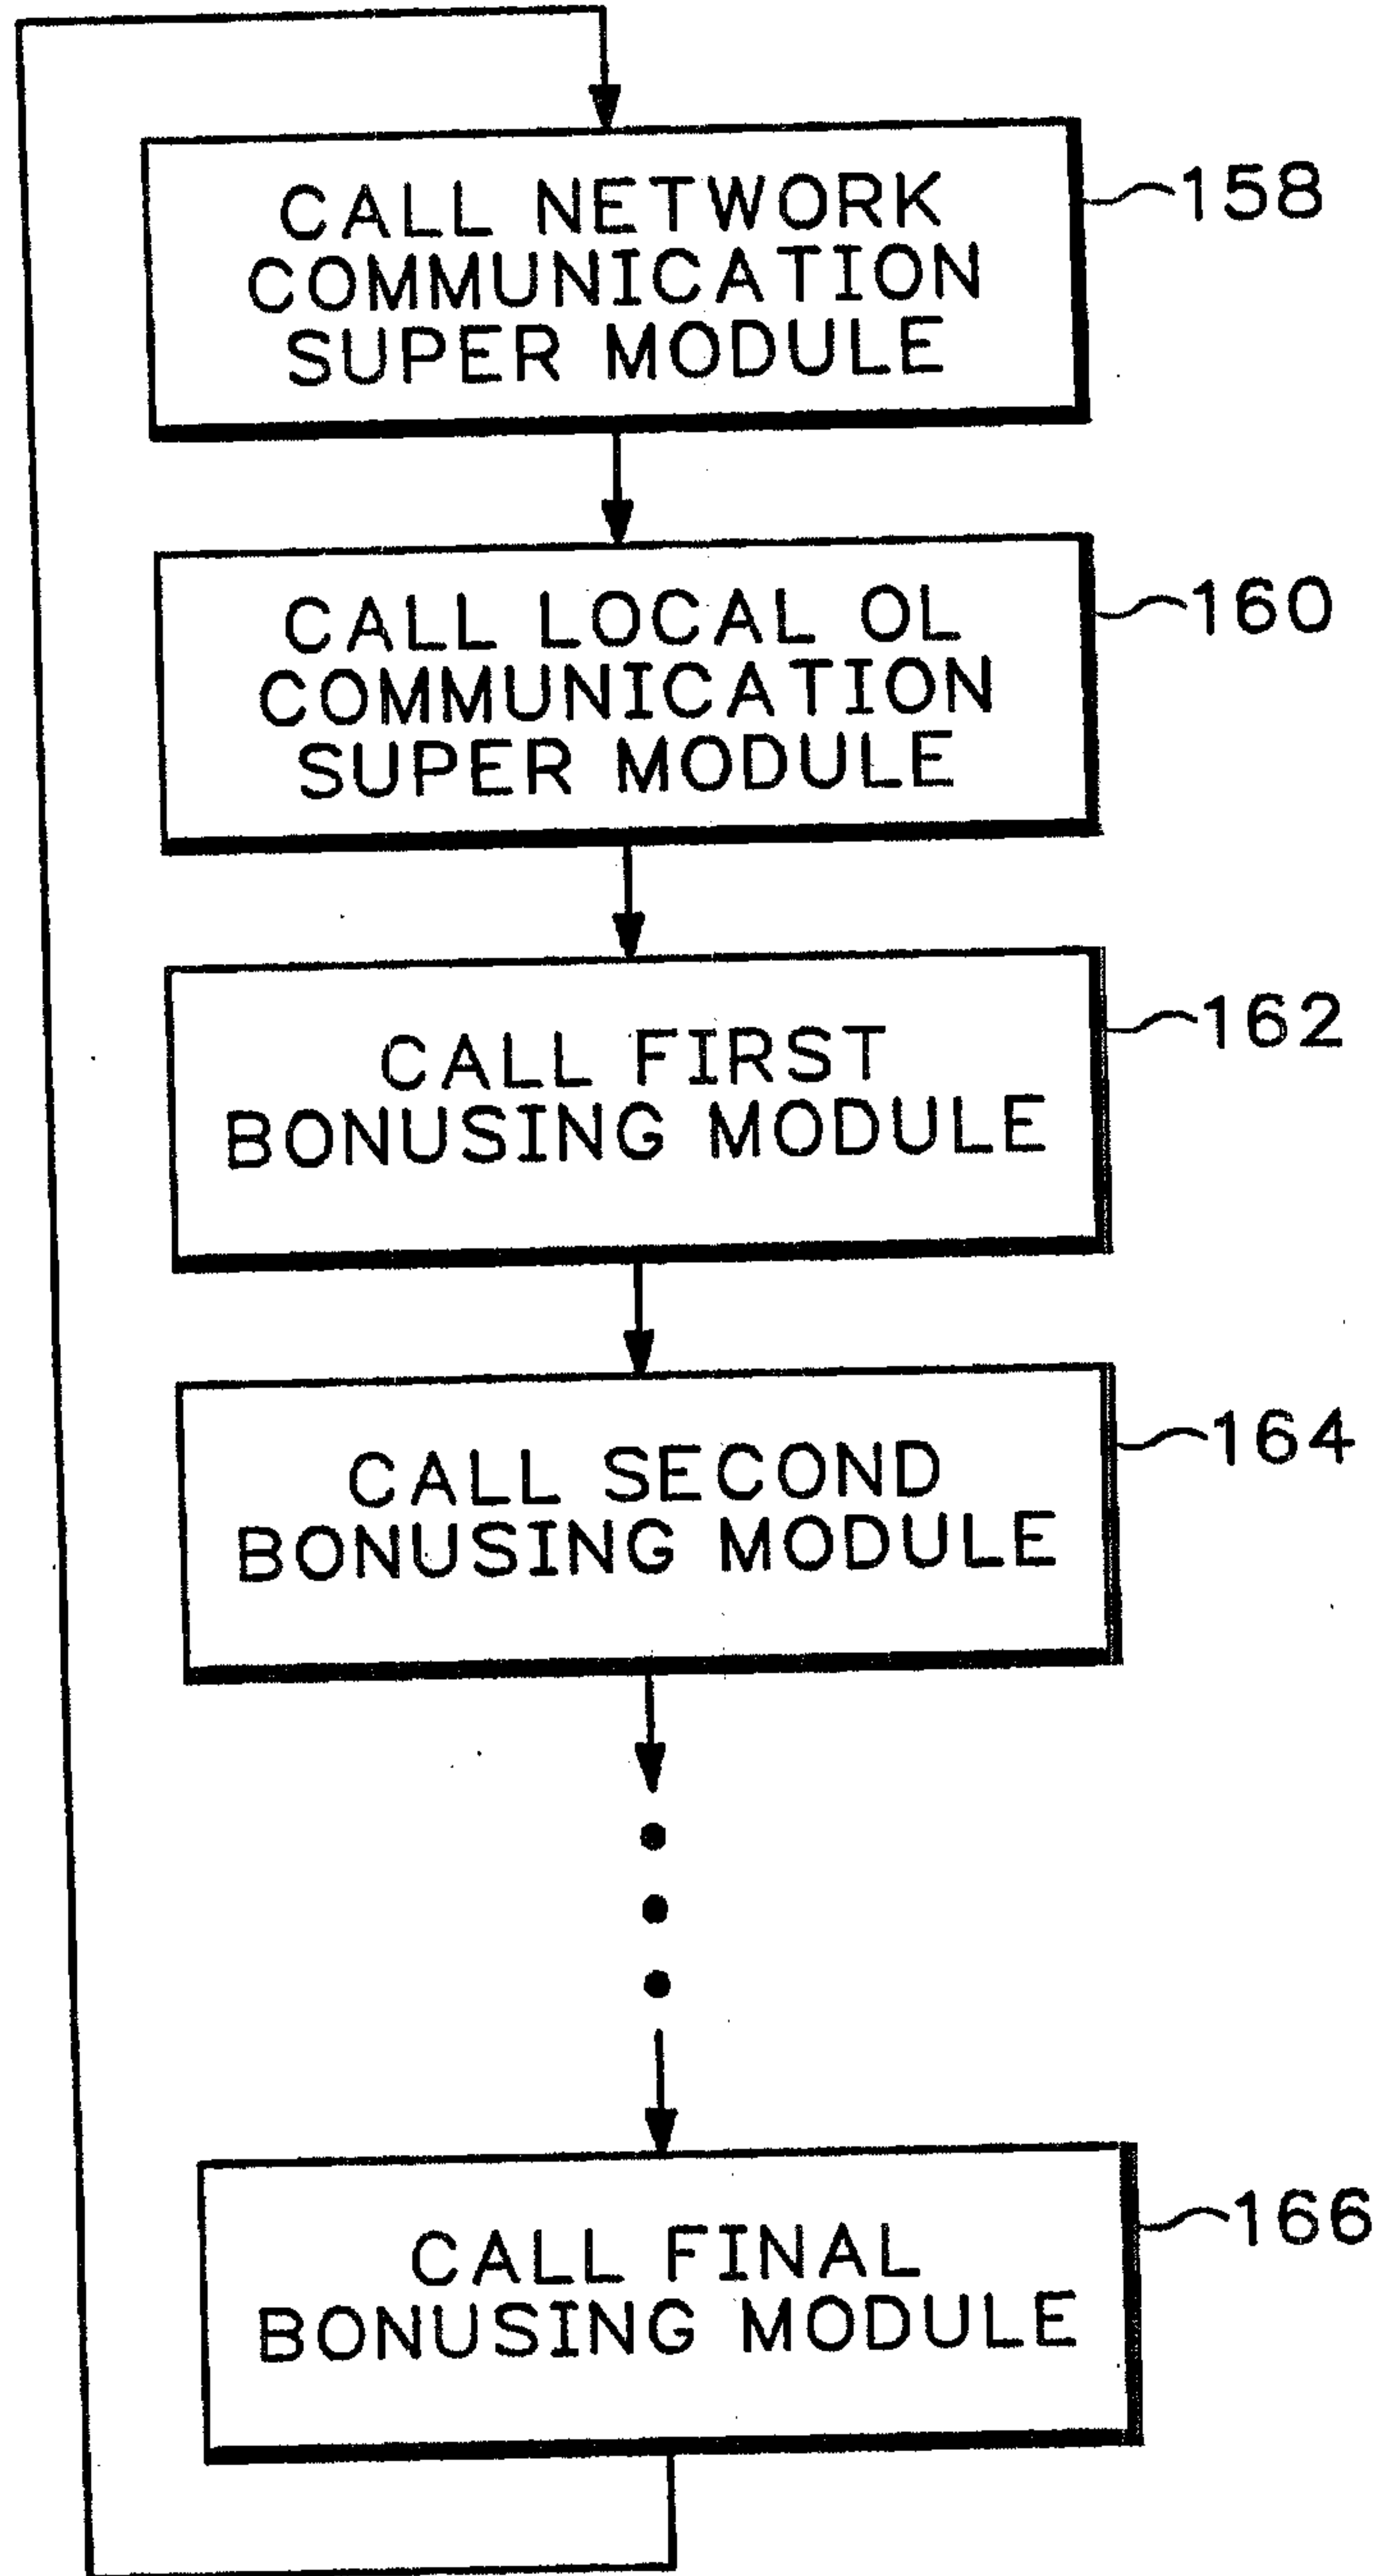 CALL NETWORK
COMMUNICATION
SUPER MODULE
158
CALL LOCAL OL
COMMUNICATION
SUPER MODULE
160
CALL FIRST
BONUSING MODULE
162
CALL SECOND
BONUSING MODULE
164
CALL FINAL
BONUSING MODULE
166